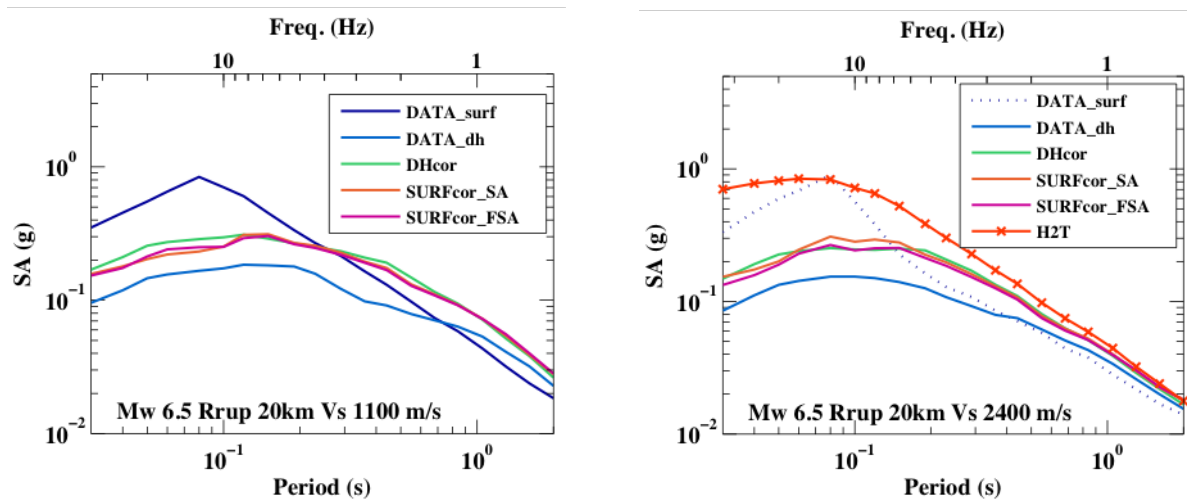 Freq. (Hz)
10 1
DATA_surf
DATA_dh
DHcor
SURFcor_SA
SURFcor_FSA
SA (g)
10^0
10^-1
10^-2
Mw 6.5 Rrup 20km Vs 1100 m/s
10^-1 10^0
Period (s)
Freq. (Hz)
10 1
DATA_surf
DATA_dh
DHcor
SURFcor_SA
SURFcor_FSA
H2T
SA (g)
10^0
10^-1
10^-2
Mw 6.5 Rrup 20km Vs 2400 m/s
10^-1 10^0
Period (s)